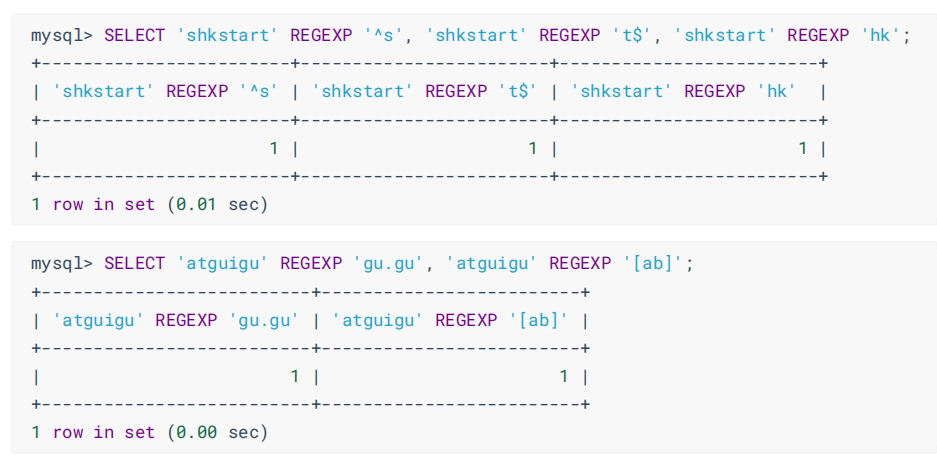 mysql> SELECT 'shkstart' REGEXP '^s', 'shkstart' REGEXP 't$', 'shkstart' REGEXP 'hk';
+------------------------+------------------------+-------------------------+
| 'shkstart' REGEXP '^s' | 'shkstart' REGEXP 't$' | 'shkstart' REGEXP 'hk'  |
+------------------------+------------------------+-------------------------+
|                      1 |                      1 |                       1 |
+------------------------+------------------------+-------------------------+
1 row in set (0.01 sec)
mysql> SELECT 'atguigu' REGEXP 'gu.gu', 'atguigu' REGEXP '[ab]';
+--------------------------+-------------------------+
| 'atguigu' REGEXP 'gu.gu' | 'atguigu' REGEXP '[ab]' |
+--------------------------+-------------------------+
|                        1 |                       1 |
+--------------------------+-------------------------+
1 row in set (0.00 sec)